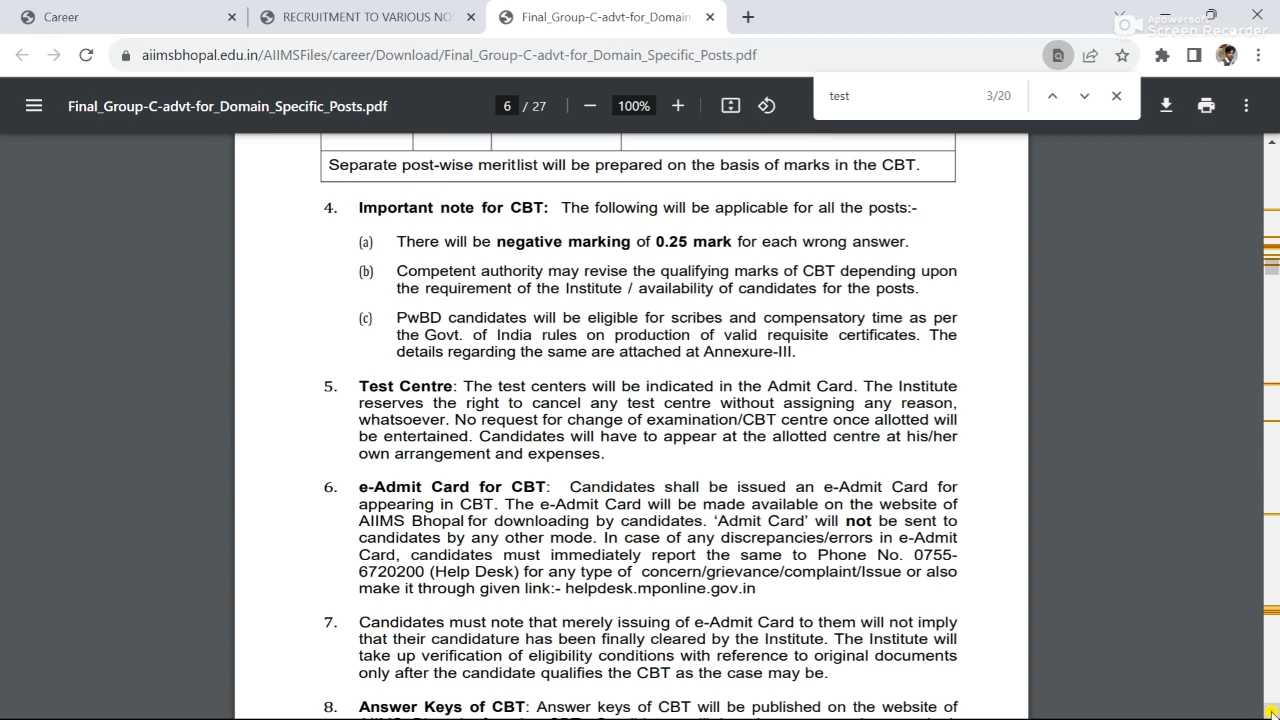 Career
RECRUITMENT TO VARIOUS NO
Final_Group-C-advt-for_Domain
Apowersoft
Screen Recorder
aiimsbhopal.edu.in/AIIMSFiles/career/Download/Final_Group-C-advt-for_Domain_Specific_Posts.pdf
Final_Group-C-advt-for_Domain_Specific_Posts.pdf
6 / 27
100%
test
3/20
Separate post-wise meritlist will be prepared on the basis of marks in the CBT.
4. Important note for CBT: The following will be applicable for all the posts:-
(a) There will be negative marking of 0.25 mark for each wrong answer.
(b) Competent authority may revise the qualifying marks of CBT depending upon
the requirement of the Institute / availability of candidates for the posts.
(c) PwBD candidates will be eligible for scribes and compensatory time as per
the Govt. of India rules on production of valid requisite certificates. The
details regarding the same are attached at Annexure-III.
5. Test Centre: The test centers will be indicated in the Admit Card. The Institute
reserves the right to cancel any test centre without assigning any reason,
whatsoever. No request for change of examination/CBT centre once allotted will
be entertained. Candidates will have to appear at the allotted centre at his/her
own arrangement and expenses.
6. e-Admit Card for CBT: Candidates shall be issued an e-Admit Card for
appearing in CBT. The e-Admit Card will be made available on the website of
AIIMS Bhopal for downloading by candidates. ‘Admit Card’ will not be sent to
candidates by any other mode. In case of any discrepancies/errors in e-Admit
Card, candidates must immediately report the same to Phone No. 0755-
6720200 (Help Desk) for any type of concern/grievance/complaint/Issue or also
make it through given link:- helpdesk.mponline.gov.in
7. Candidates must note that merely issuing of e-Admit Card to them will not imply
that their candidature has been finally cleared by the Institute. The Institute will
take up verification of eligibility conditions with reference to original documents
only after the candidate qualifies the CBT as the case may be.
8. Answer Keys of CBT: Answer keys of CBT will be published on the website of